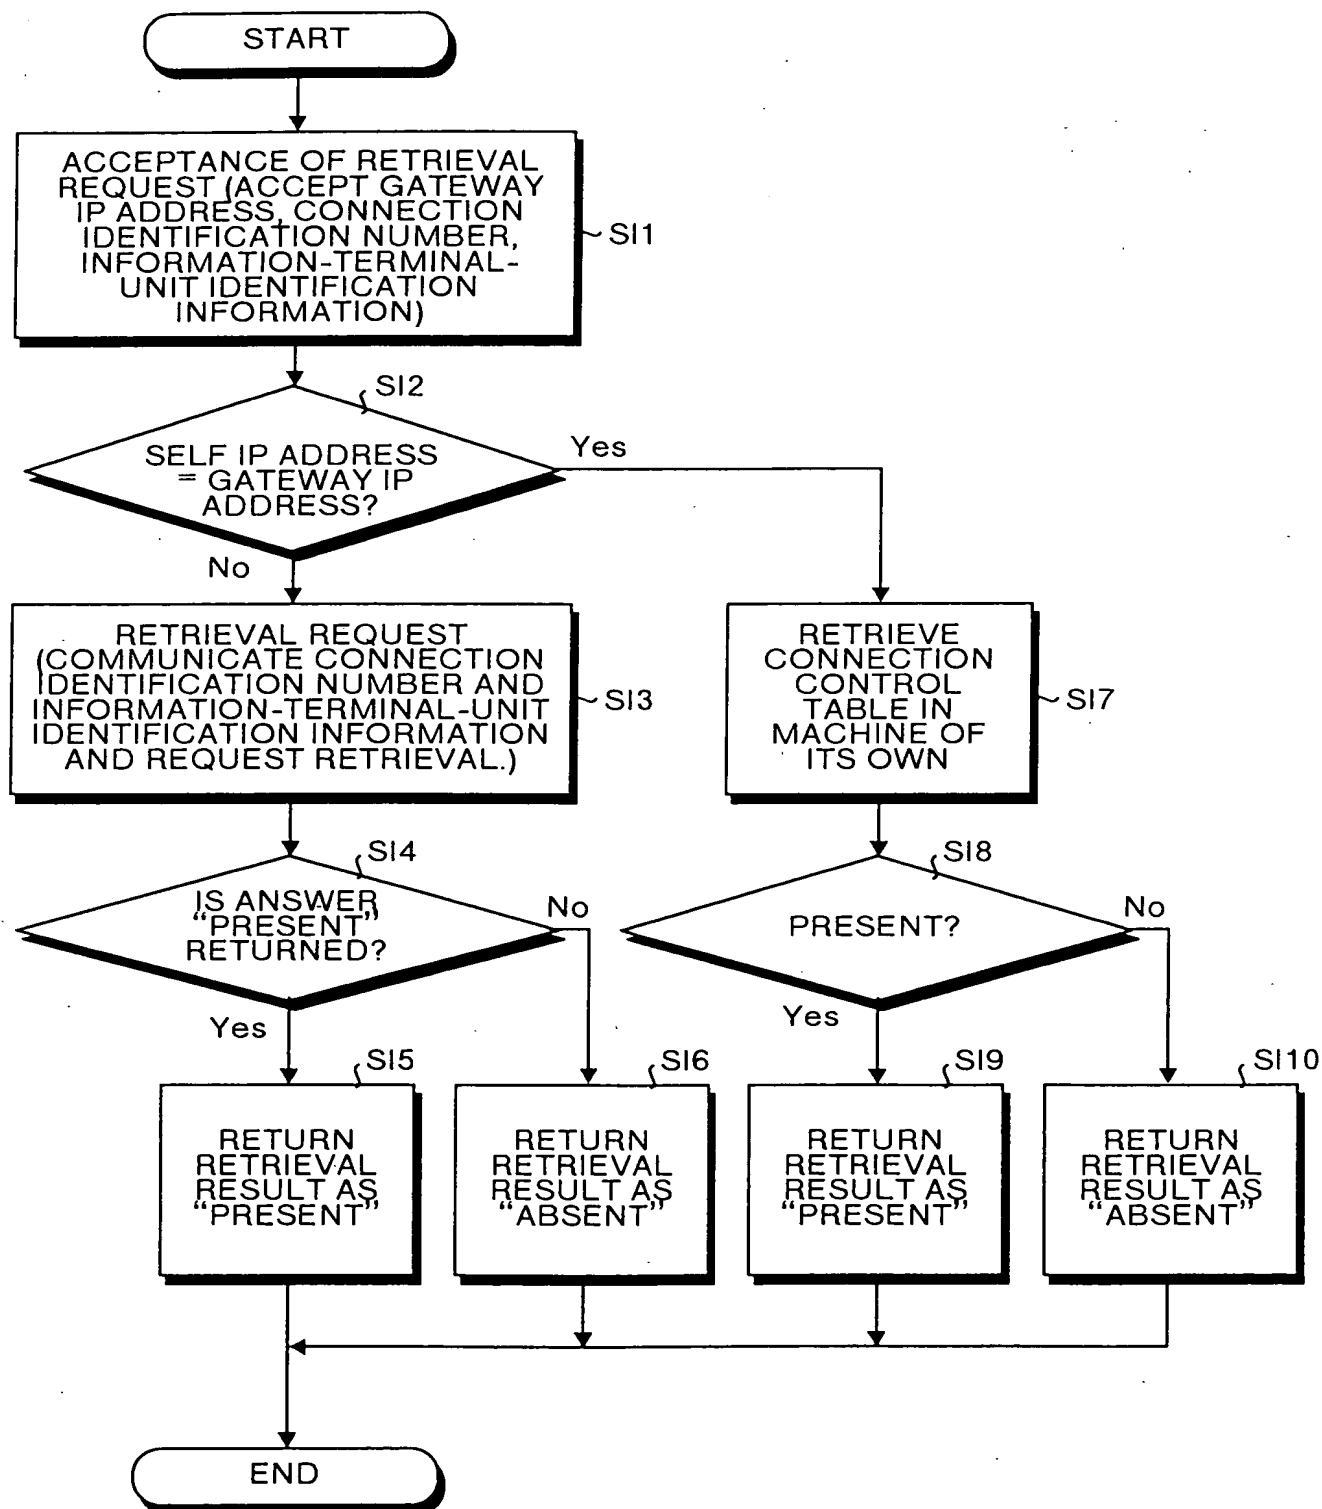 START
ACCEPTANCE OF RETRIEVAL
REQUEST (ACCEPT GATEWAY
IP ADDRESS, CONNECTION
IDENTIFICATION NUMBER,
INFORMATION-TERMINAL-
UNIT IDENTIFICATION
INFORMATION)
SI1
SI2
SELF IP ADDRESS
= GATEWAY IP
ADDRESS?
Yes
No
RETRIEVAL REQUEST
(COMMUNICATE CONNECTION
IDENTIFICATION NUMBER AND
INFORMATION-TERMINAL-UNIT
IDENTIFICATION INFORMATION
AND REQUEST RETRIEVAL.)
SI3
RETRIEVE
CONNECTION
CONTROL
TABLE IN
MACHINE OF
ITS OWN
SI7
SI4
IS ANSWER
“PRESENT”
RETURNED?
No
Yes
SI8
PRESENT?
No
Yes
SI5
RETURN
RETRIEVAL
RESULT AS
“PRESENT”
SI6
RETURN
RETRIEVAL
RESULT AS
“ABSENT”
SI9
RETURN
RETRIEVAL
RESULT AS
“PRESENT”
SI10
RETURN
RETRIEVAL
RESULT AS
“ABSENT”
END